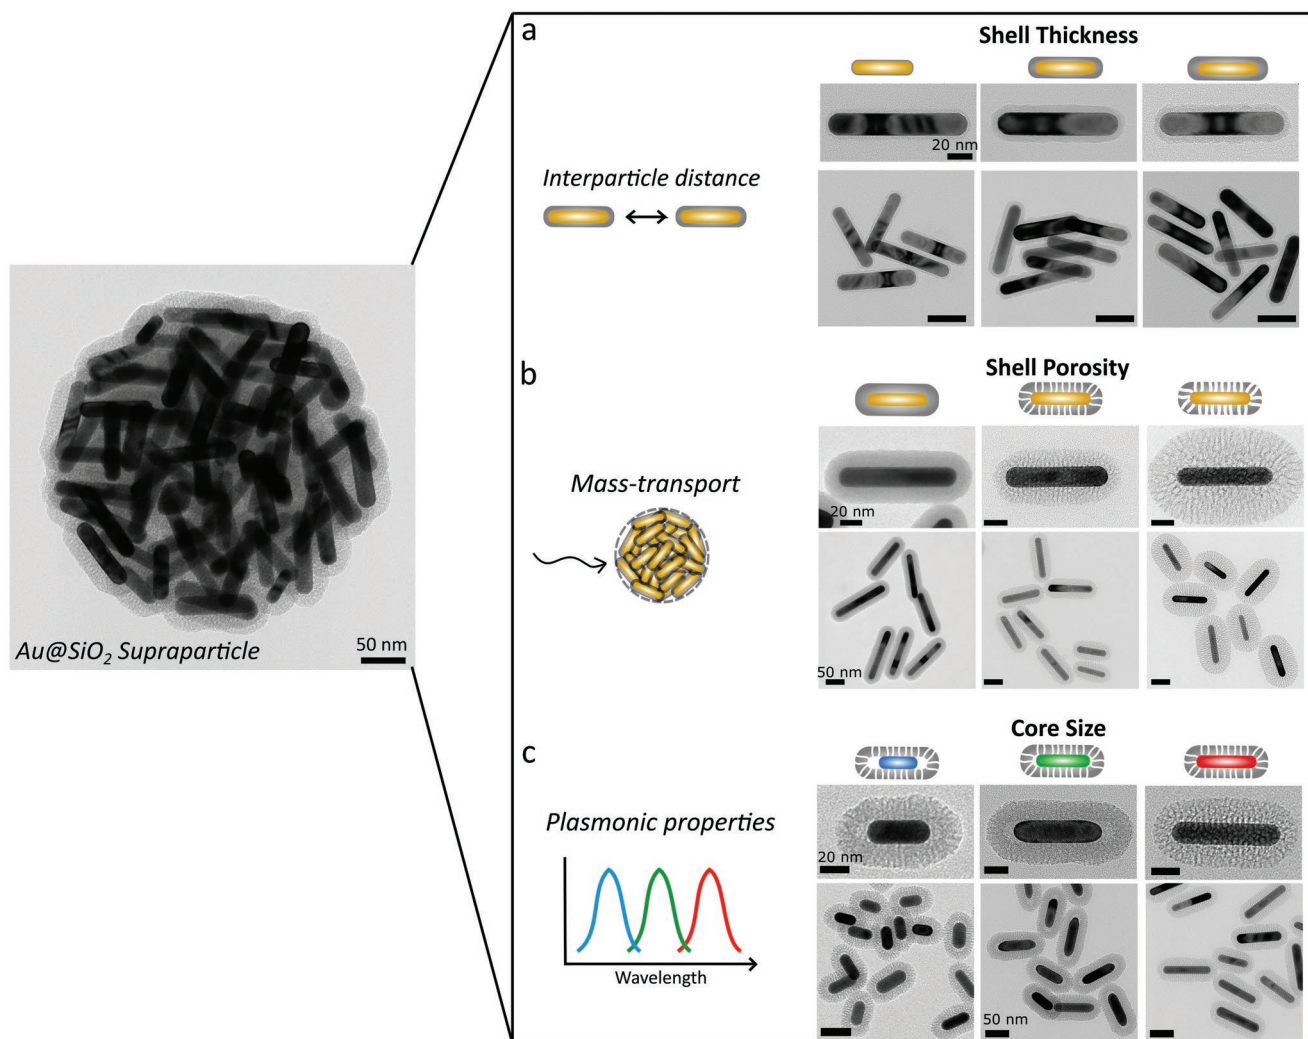 a
Shell Thickness
20 nm
Interparticle distance
b
Shell Porosity
Mass-transport
20 nm
50 nm
Au@SiO₂ Supraparticle
50 nm
c
Core Size
Plasmonic properties
20 nm
Wavelength
50 nm